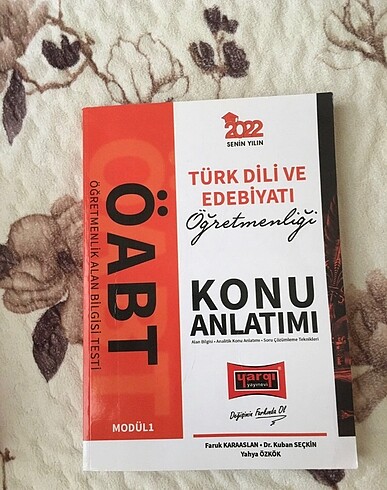 2022
SENİN YILIN
TÜRK DİLİ VE
EDEBİYATI
Öğretmenliği
ÖABT
ÖĞRETMENLİK ALAN BİLGİSİ TESTİ
KONU
ANLATIMI
Alan Bilgisi • Analitik Konu Anlatımı • Soru Çözümleme Teknikleri
yargı
yayınevi
Değişimin Farkında Ol
MODÜL1
Faruk KARAASLAN • Dr. Kuban SEÇKİN
Yahya ÖZKÖK